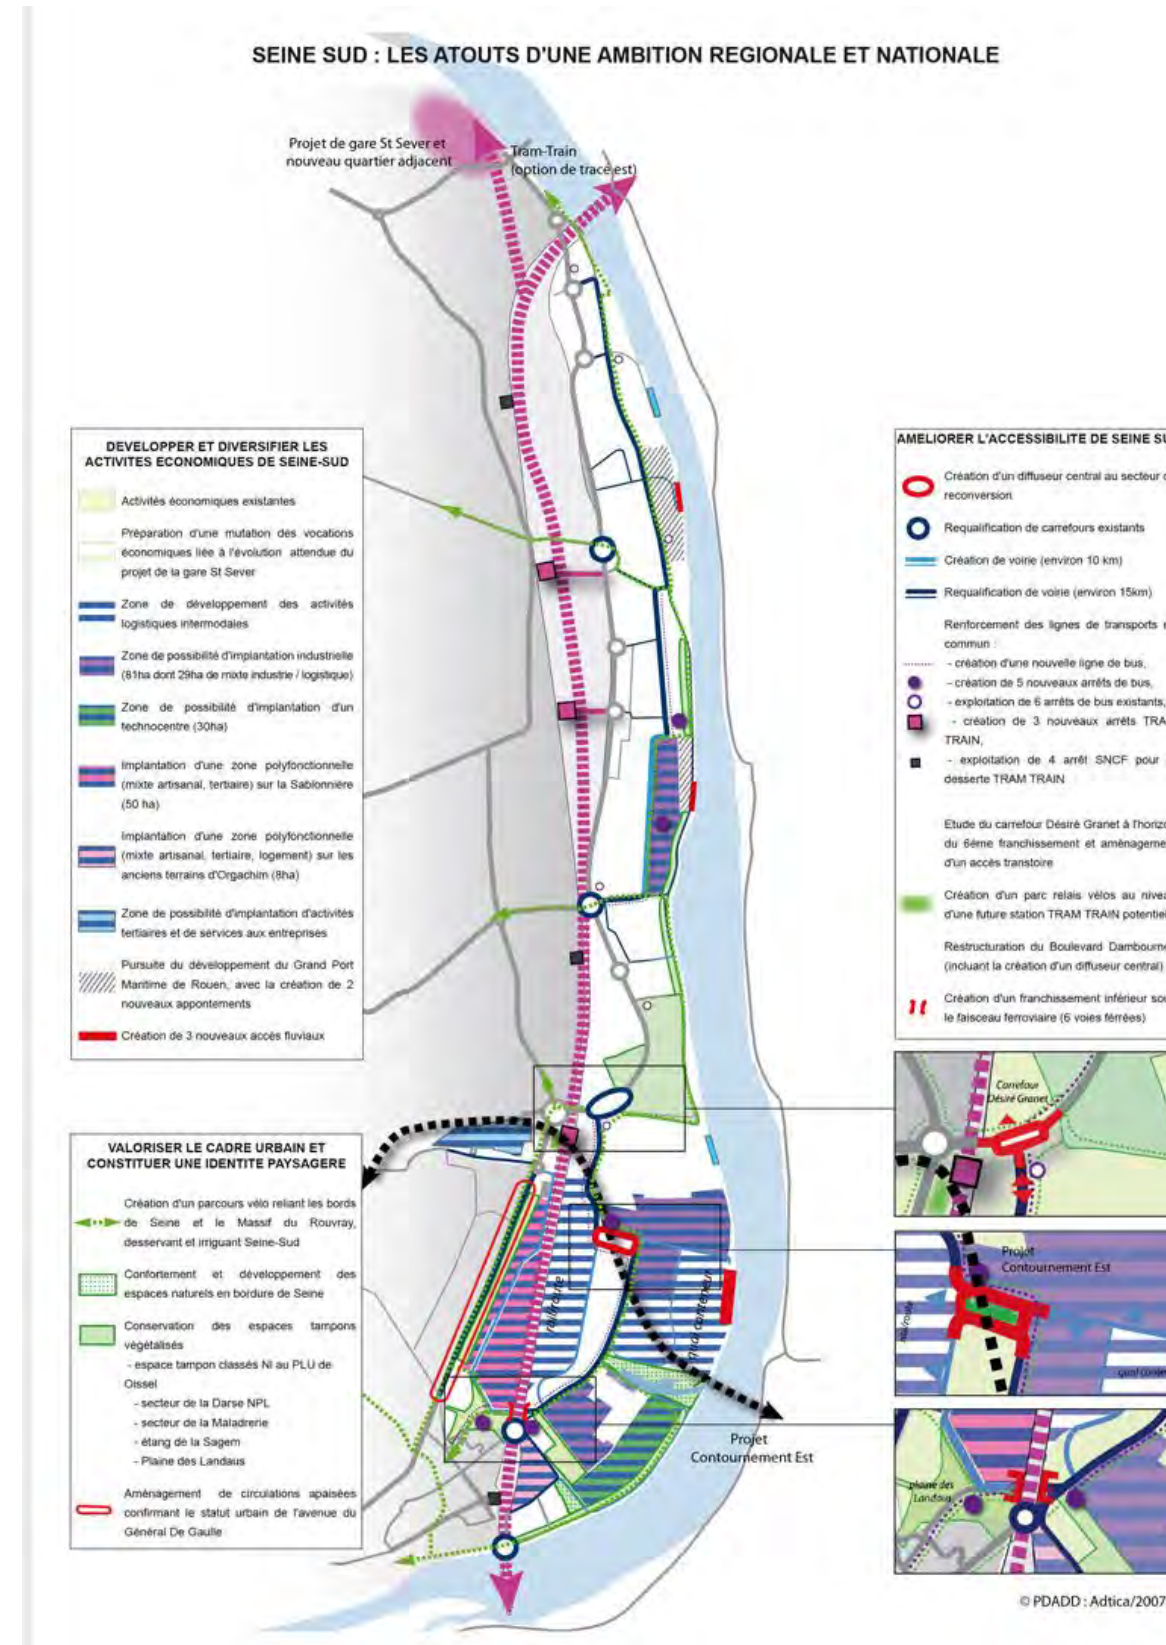 SEINE SUD : LES ATOUTS D'UNE AMBITION REGIONALE ET NATIONALE
Projet de gare St Sever et
nouveau quartier adjacent
Tram-Train
(option de tracé est)
DEVELOPPER ET DIVERSIFIER LES
ACTIVITES ECONOMIQUES DE SEINE-SUD
Activités économiques existantes
Préparation d'une mutation des vocations
économiques liée à l'évolution attendue du
projet de la gare St Sever
Zone de développement des activités
logistiques intermodales
Zone de possibilité d'implantation industrielle
(81ha dont 29ha de mixte industrie / logistique)
Zone de possibilité d'implantation d'un
technocentre (30ha)
Implantation d'une zone polyfonctionnelle
(mixte artisanal, tertiaire) sur la Sablonnière
(50 ha)
Implantation d'une zone polyfonctionnelle
(mixte artisanal, tertiaire, logement) sur les
anciens terrains d'Orgachim (8ha)
Zone de possibilité d'implantation d'activités
tertiaires et de services aux entreprises
Pursuite du développement du Grand Port
Maritime de Rouen, avec la création de 2
nouveaux appontements
Création de 3 nouveaux accès fluviaux
VALORISER LE CADRE URBAIN ET
CONSTITUER UNE IDENTITE PAYSAGERE
Création d'un parcours vélo reliant les bords
de Seine et le Massif du Rouvray,
desservant et irriguant Seine-Sud
Confortement et développement des
espaces naturels en bordure de Seine
Conservation des espaces tampons
végétalisés
- espace tampon classés NI au PLU de
Oissel
- secteur de la Darse NPL
- secteur de la Maladrerie
- étang de la Sagem
- Plaine des Landaus
Aménagement de circulations apaisées
confirmant le statut urbain de l'avenue du
Général De Gaulle
rail/route
quai conteneur
Projet
Contournement Est
AMELIORER L'ACCESSIBILITE DE SEINE SU
Création d'un diffuseur central au secteur d
reconversion
Requalification de carrefours existants
Création de voirie (environ 10 km)
Requalification de voirie (environ 15km)
Renforcement des lignes de transports e
commun :
- création d'une nouvelle ligne de bus,
- création de 5 nouveaux arrêts de bus,
- exploitation de 6 arrêts de bus existants,
- création de 3 nouveaux arrêts TRA
TRAIN,
- exploitation de 4 arrêt SNCF pour
desserte TRAM TRAIN
Etude du carrefour Désiré Granet à l'horizo
du 6éme franchissement et aménageme
d'un accès transtoire
Création d'un parc relais vélos au nivea
d'une future station TRAM TRAIN potentiel
Restructuration du Boulevard Dambourne
(incluant la création d'un diffuseur central)
Création d'un franchissement inférieur sou
le faisceau ferroviaire (6 voies ferrées)
Carrefour
Désiré Granet
Projet
Contournement Est
rail/route
quai conte
plaine des
Landaus
© PDADD : Adtica/2007